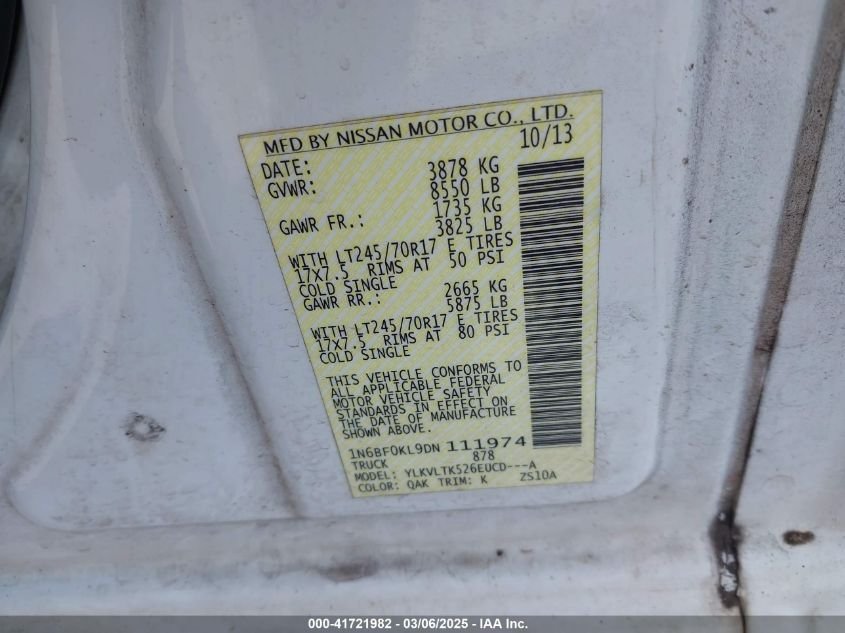 MFD BY NISSAN MOTOR CO., LTD.
DATE: 10/13
GVWR: 3878 KG
8550 LB
GAWR FR.: 1735 KG
3825 LB
WITH LT245/70R17 E TIRES
17X7.5 RIMS AT 50 PSI
COLD SINGLE
GAWR RR.: 2665 KG
5875 LB
WITH LT245/70R17 E TIRES
17X7.5 RIMS AT 80 PSI
COLD SINGLE
THIS VEHICLE CONFORMS TO
ALL APPLICABLE FEDERAL
MOTOR VEHICLE SAFETY
STANDARDS IN EFFECT ON
THE DATE OF MANUFACTURE
SHOWN ABOVE.
1N6BF0KL9DN 111974
TRUCK 878
MODEL: YLKVLTK526EUCD---A
COLOR: QAK TRIM: K ZS10A
000-41721982 - 03/06/2025 - IAA Inc.